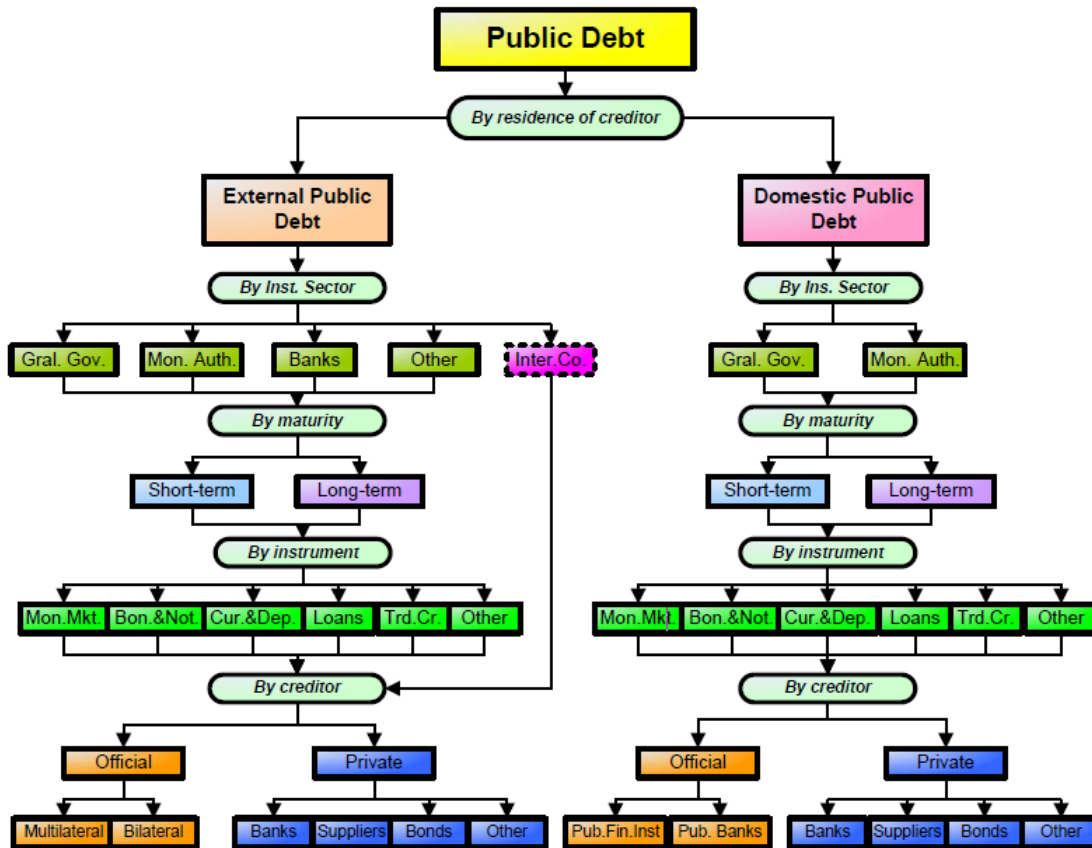 Public Debt
By residence of creditor
External Public
Debt
Domestic Public
Debt
By Inst. Sector
By Ins. Sector
Gral. Gov.
Mon. Auth.
Banks
Other
Inter.Co.
Gral. Gov.
Mon. Auth.
By maturity
By maturity
Short-term
Long-term
Short-term
Long-term
By instrument
By instrument
Mon.Mkt.
Bon.&Not.
Cur.&Dep.
Loans
Trd.Cr.
Other
Mon.Mkt.
Bon.&Not.
Cur.&Dep.
Loans
Trd.Cr.
Other
By creditor
By creditor
Official
Private
Official
Private
Multilateral
Bilateral
Banks
Suppliers
Bonds
Other
Pub.Fin.Inst
Pub. Banks
Banks
Suppliers
Bonds
Other